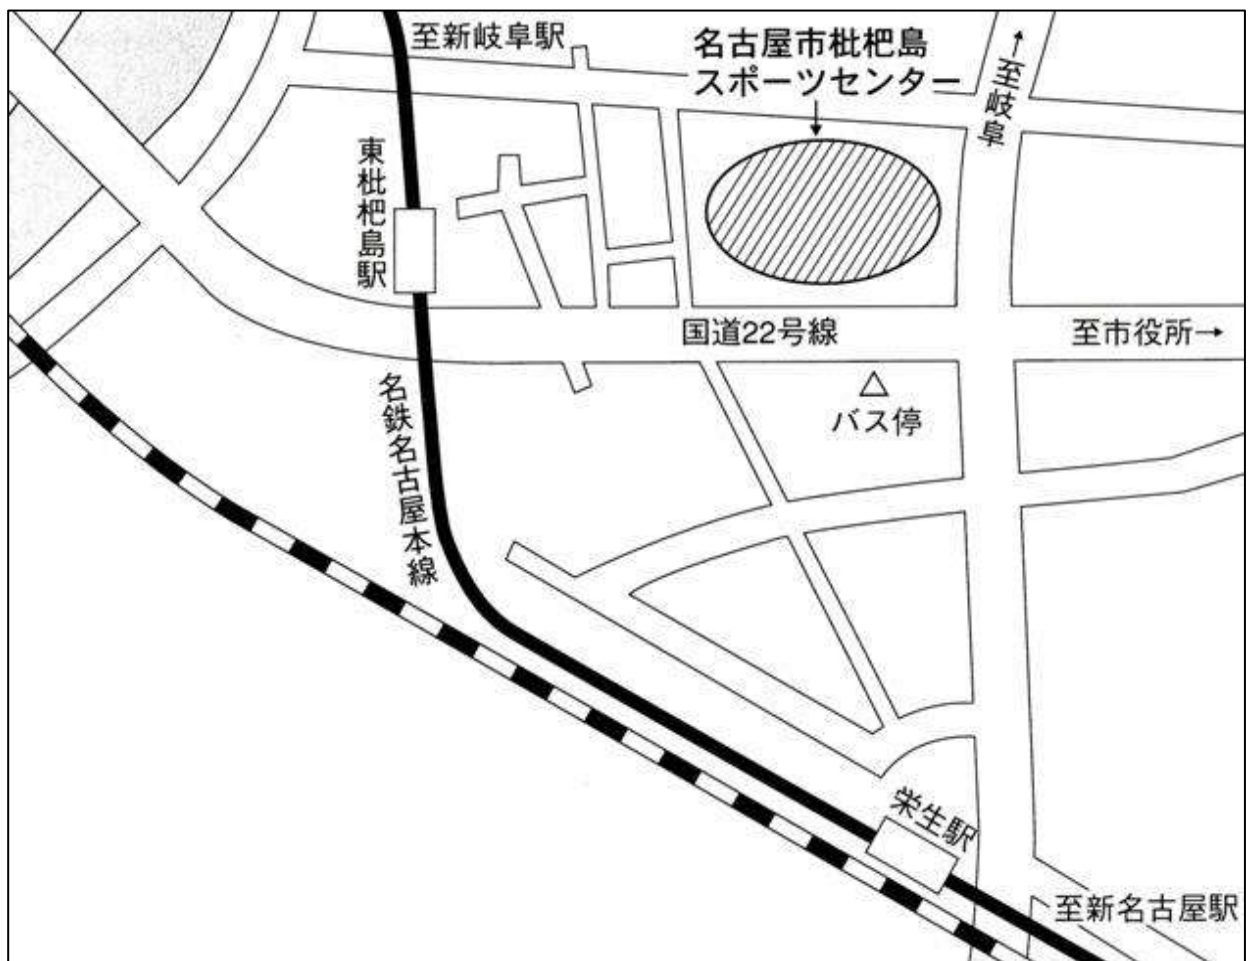 至新岐阜駅
名古屋市枇杷島
スポーツセンター
→至岐阜
東枇杷島駅
国道22号線
至市役所→
バス停
名鉄名古屋本線
栄生駅
至新名古屋駅